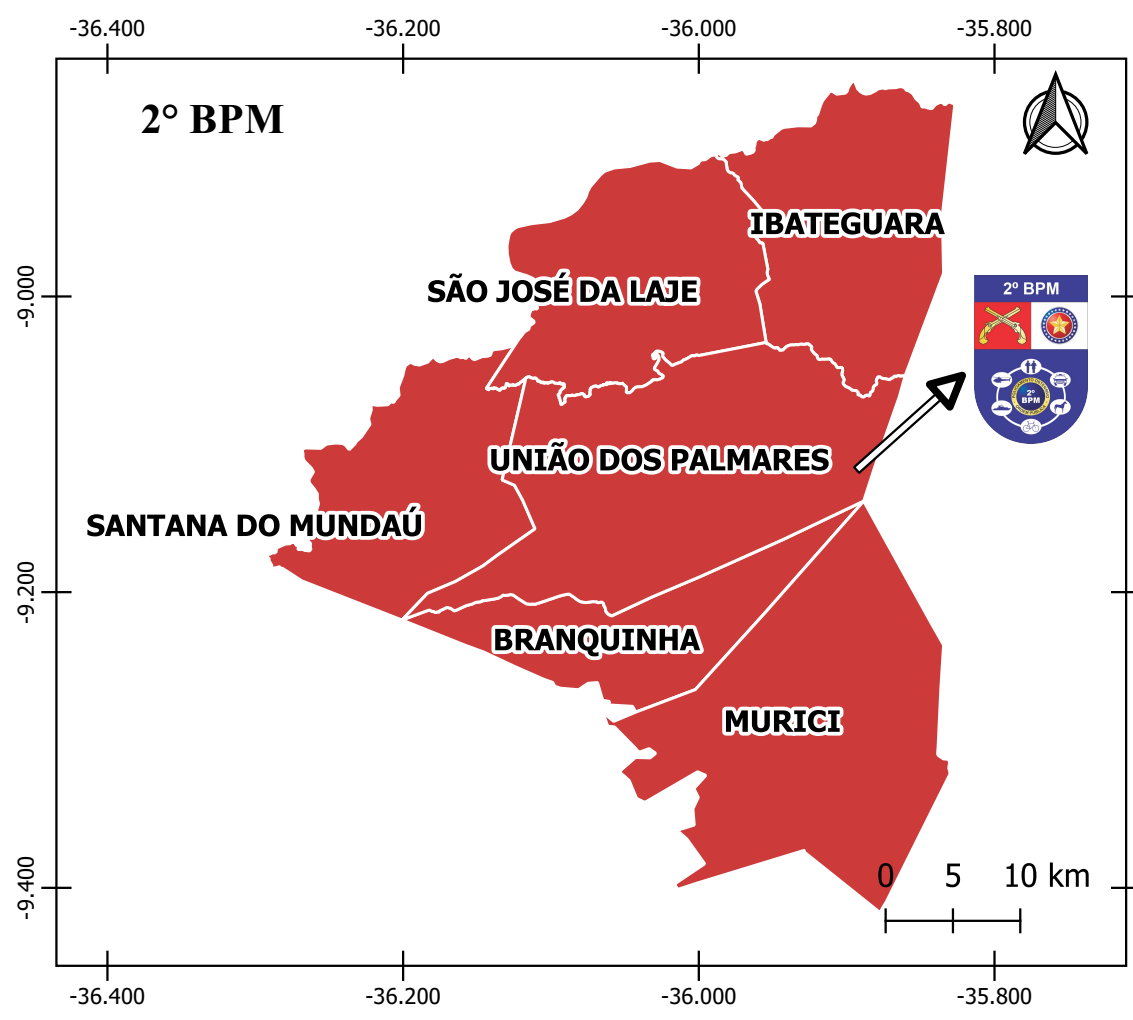 -36.400 -36.200 -36.000 -35.800
2° BPM
IBATEGUARA
SÃO JOSÉ DA LAJE
-9.000
2º BPM
2º
BPM
UNIÃO DOS PALMARES
SANTANA DO MUNDAÚ
-9.200
BRANQUINHA
MURICI
-9.400
0 5 10 km
-36.400 -36.200 -36.000 -35.800